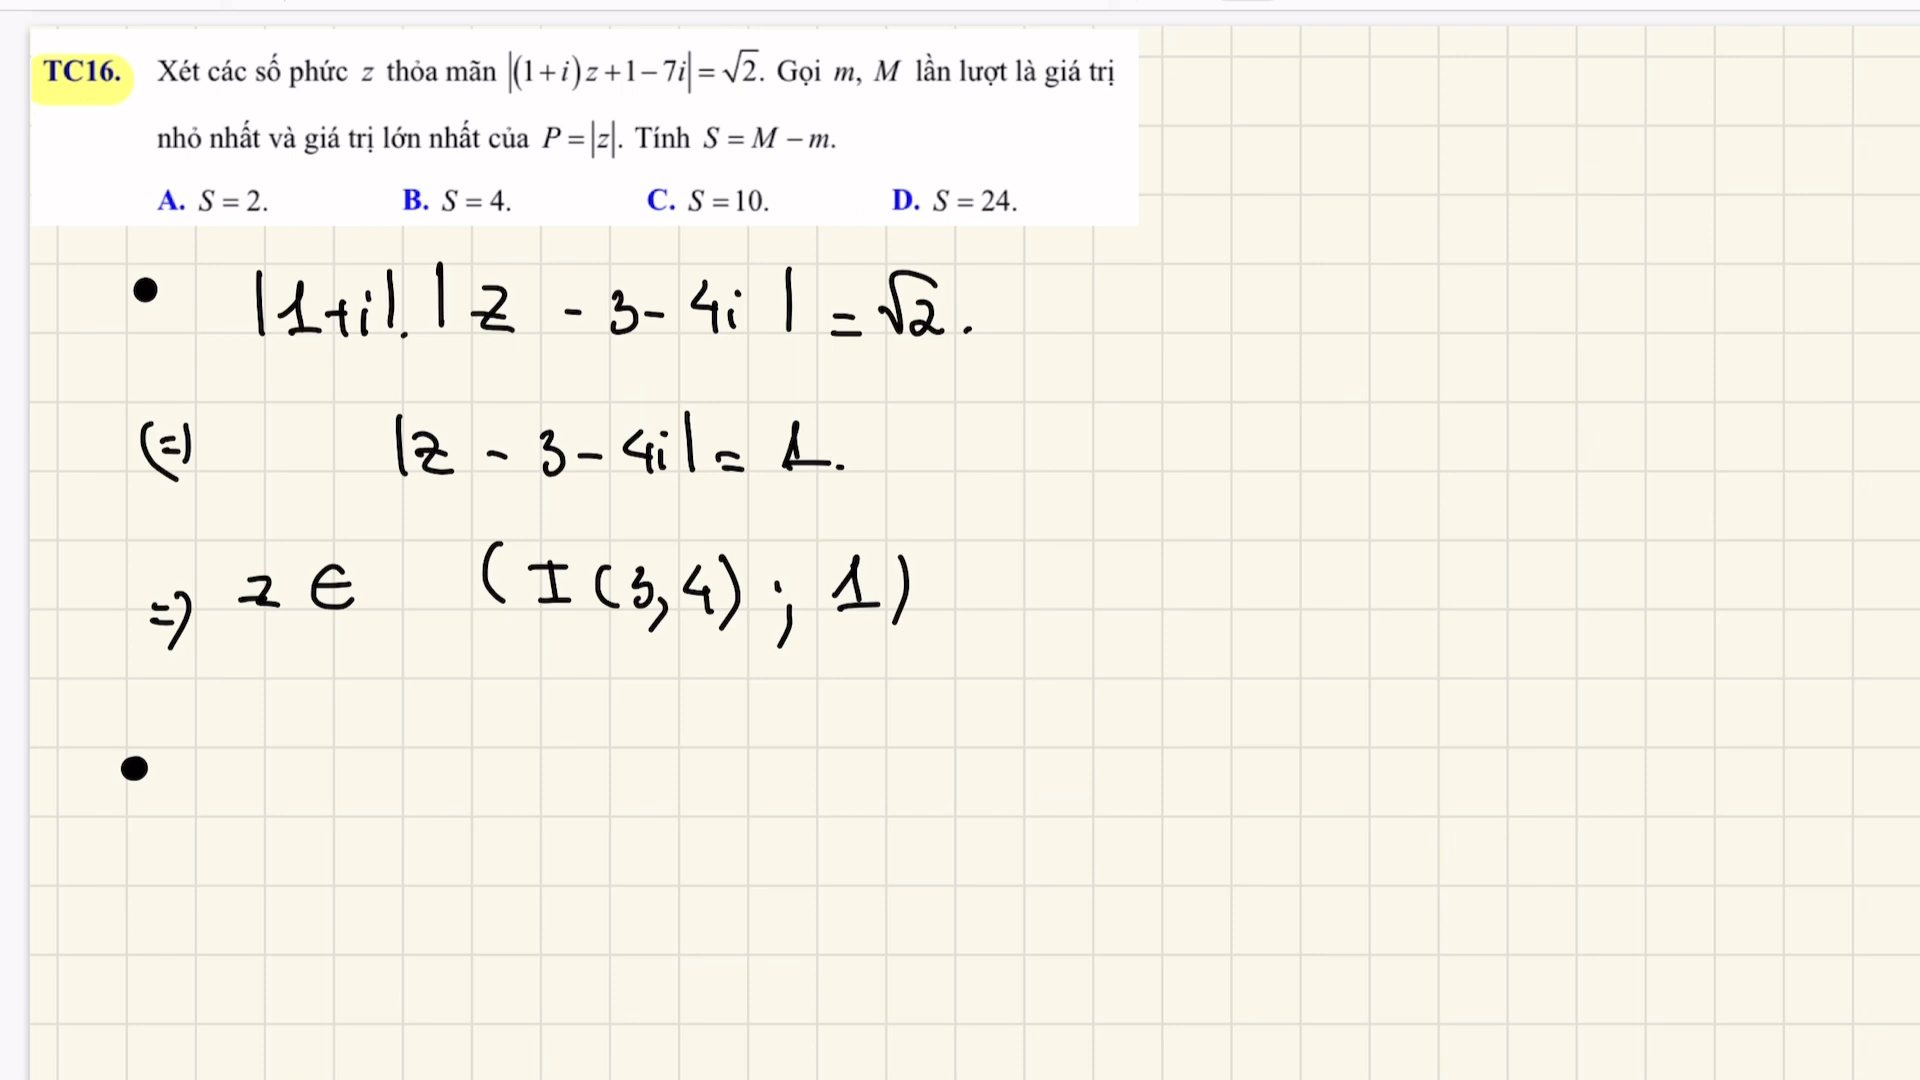 TC16. Xét các số phức z thỏa mãn |(1+i)z+1−7i|=√2. Gọi m, M lần lượt là giá trị
nhỏ nhất và giá trị lớn nhất của P=|z|. Tính S=M−m.
A. S=2. B. S=4. C. S=10. D. S=24.
|1+i|.|z - 3 - 4i| = √2.
(=) |z - 3 - 4i| = 1.
=) z ∈ (I(3,4); 1)